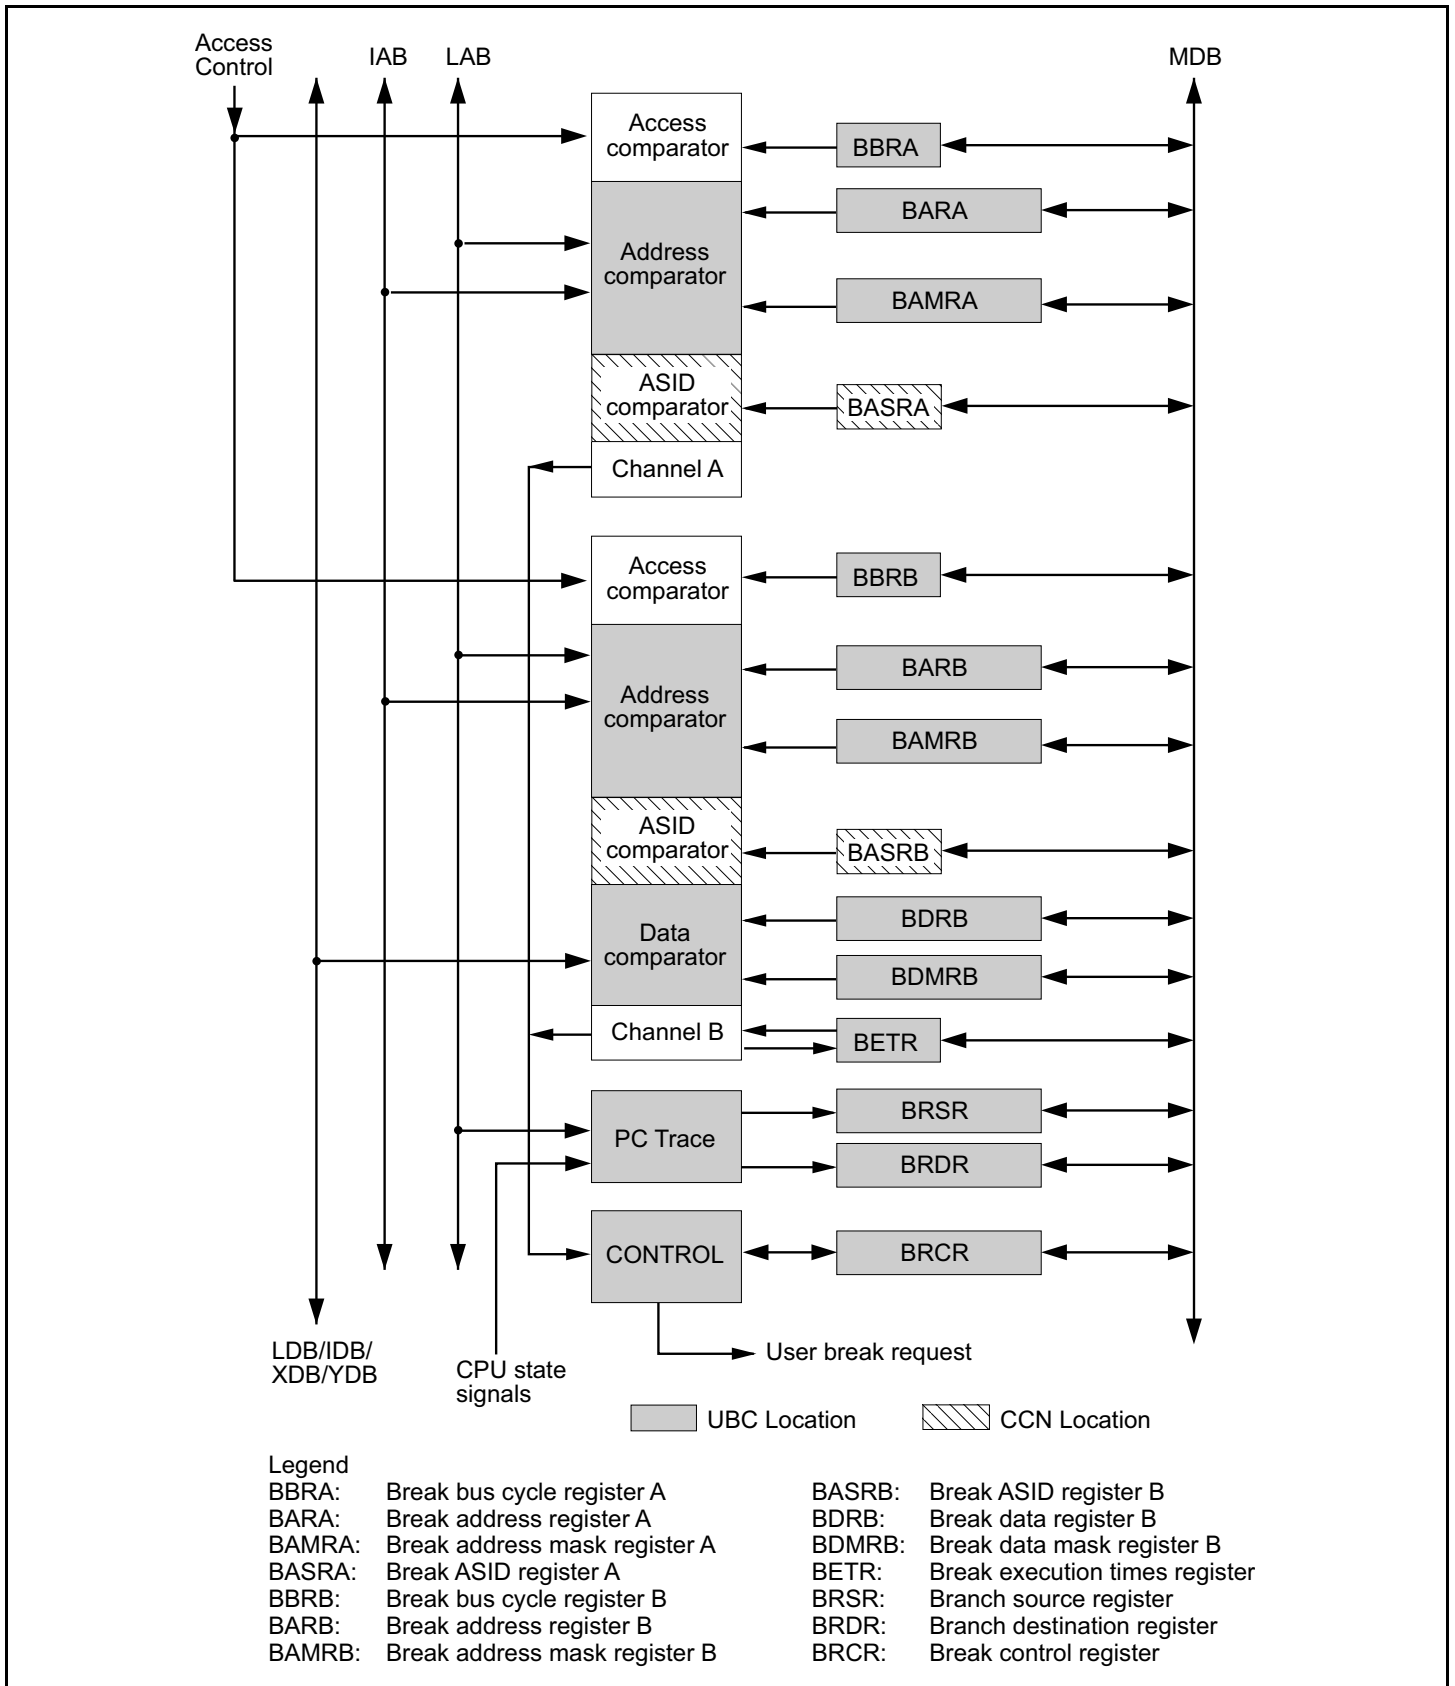 Access
Control
IAB
LAB
MDB
Access
comparator
BBRA
BARA
Address
comparator
BAMRA
ASID
comparator
BASRA
Channel A
Access
comparator
BBRB
BARB
Address
comparator
BAMRB
ASID
comparator
BASRB
BDRB
Data
comparator
BDMRB
Channel B
BETR
BRSR
PC Trace
BRDR
CONTROL
BRCR
LDB/IDB/
XDB/YDB
CPU state
signals
User break request
UBC Location
CCN Location
Legend
BBRA: Break bus cycle register A
BARA: Break address register A
BAMRA: Break address mask register A
BASRA: Break ASID register A
BBRB: Break bus cycle register B
BARB: Break address register B
BAMRB: Break address mask register B
BASRB: Break ASID register B
BDRB: Break data register B
BDMRB: Break data mask register B
BETR: Break execution times register
BRSR: Branch source register
BRDR: Branch destination register
BRCR: Break control register